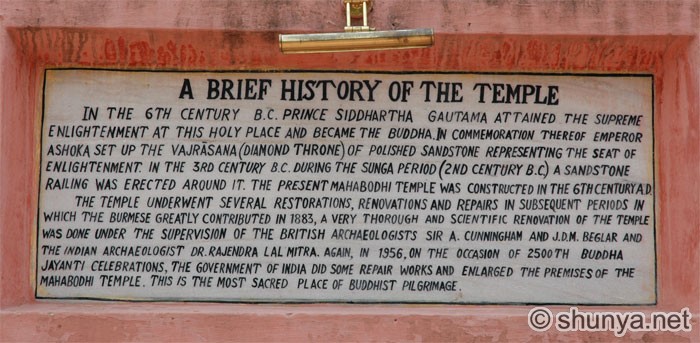 A BRIEF HISTORY OF THE TEMPLE
IN THE 6TH CENTURY B.C. PRINCE SIDDHARTHA GAUTAMA ATTAINED THE SUPREME
ENLIGHTENMENT AT THIS HOLY PLACE AND BECAME THE BUDDHA. IN COMMEMORATION THEREOF EMPEROR
ASHOKA SET UP THE VAJRĀSANA (DIAMOND THRONE) OF POLISHED SANDSTONE REPRESENTING THE SEAT OF
ENLIGHTENMENT. IN THE 3RD CENTURY B.C. DURING THE SUNGA PERIOD (2ND CENTURY B.C) A SANDSTONE
RAILING WAS ERECTED AROUND IT. THE PRESENT MAHABODHI TEMPLE WAS CONSTRUCTED IN THE 6TH CENTURY A.D.
THE TEMPLE UNDERWENT SEVERAL RESTORATIONS, RENOVATIONS AND REPAIRS IN SUBSEQUENT PERIODS IN
WHICH THE BURMESE GREATLY CONTRIBUTED IN 1883, A VERY THOROUGH AND SCIENTIFIC RENOVATION OF THE TEMPLE
WAS DONE UNDER THE SUPERVISION OF THE BRITISH ARCHAEOLOGISTS SIR A. CUNNINGHAM AND J.D.M. BEGLAR AND
THE INDIAN ARCHAEOLOGIST DR. RAJENDRA LAL MITRA. AGAIN, IN 1956, ON THE OCCASION OF 2500TH BUDDHA
JAYANTI CELEBRATIONS, THE GOVERNMENT OF INDIA DID SOME REPAIR WORKS AND ENLARGED THE PREMISES OF THE
MAHABODHI TEMPLE. THIS IS THE MOST SACRED PLACE OF BUDDHIST PILGRIMAGE.
© shunya.net